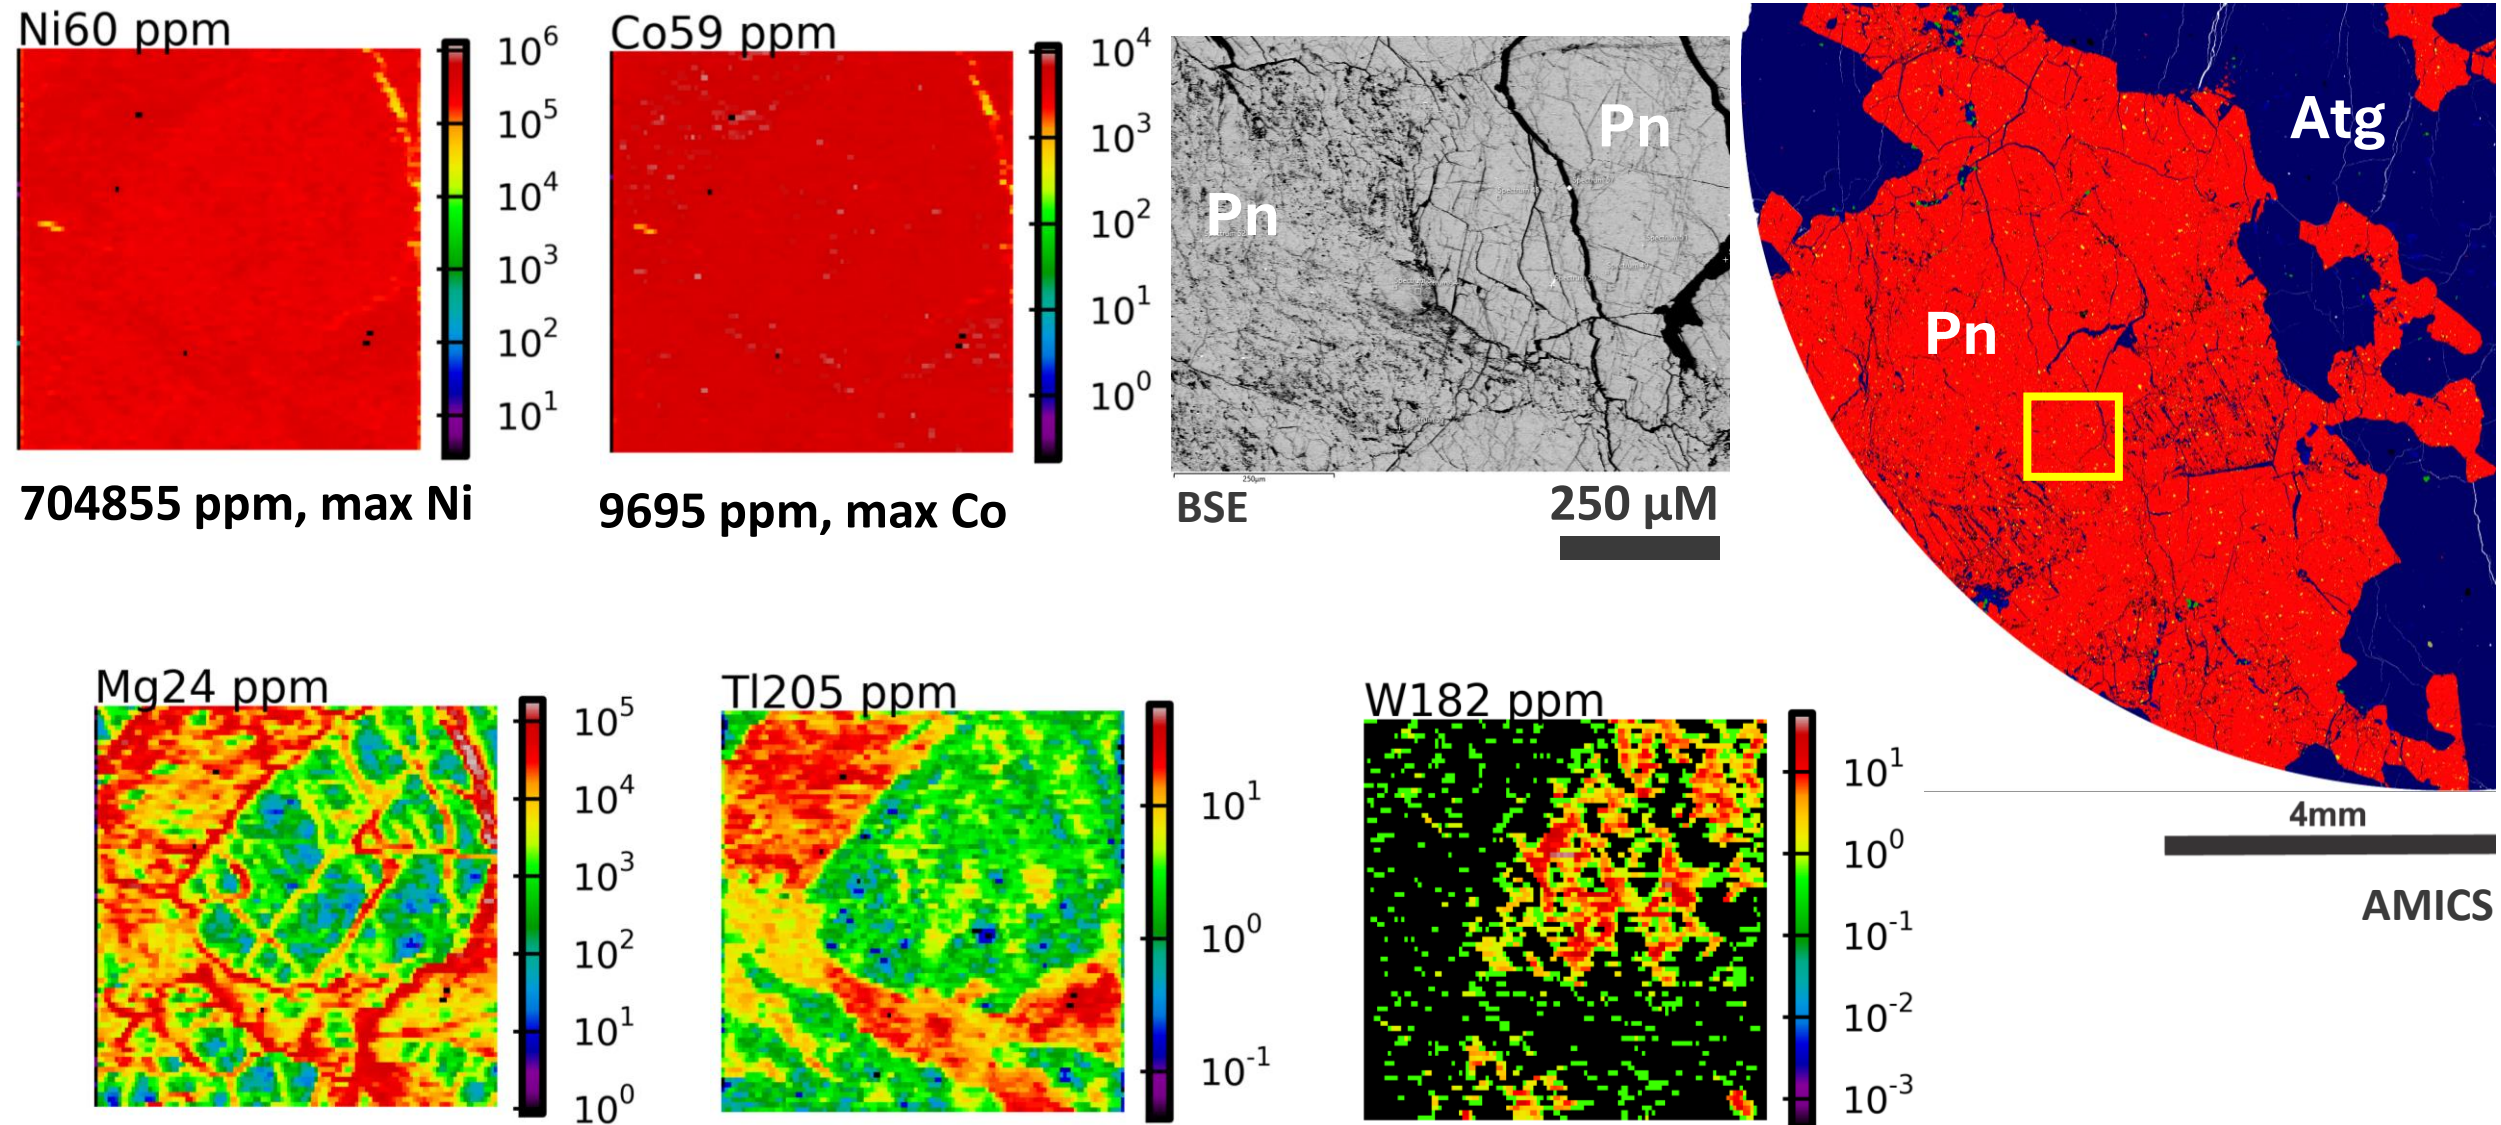 Ni60 ppm
10^6
10^5
10^4
10^3
10^2
10^1
704855 ppm, max Ni
Co59 ppm
10^4
10^3
10^2
10^1
10^0
9695 ppm, max Co
Pn
Pn
250μm
BSE
250 μM
Atg
Pn
4mm
AMICS
Mg24 ppm
10^5
10^4
10^3
10^2
10^1
10^0
Tl205 ppm
10^1
10^0
10^-1
W182 ppm
10^1
10^0
10^-1
10^-2
10^-3